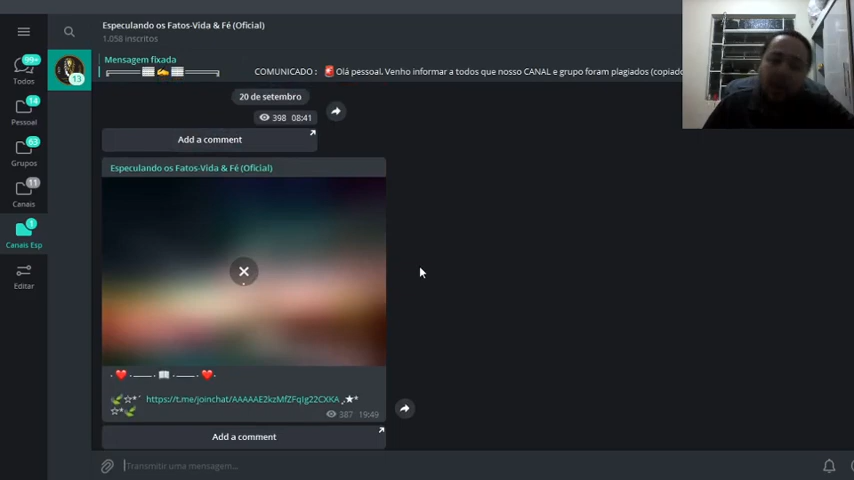 Especulando os Fatos-Vida & Fé (Oficial)
1.058 inscritos
Mensagem fixada
COMUNICADO : 🚨Olá pessoal. Venho informar a todos que nosso CANAL e grupo foram plagiados (copiado
99+
Todos
13
14
Pessoal
63
Grupos
11
Canais
1
Canais Esp
Editar
20 de setembro
398 08:41
Add a comment
Especulando os Fatos-Vida & Fé (Oficial)
https://t.me/joinchat/AAAAAE2kzMfZFqIg22CXKA
387 19:49
Add a comment
Transmitir uma mensagem...